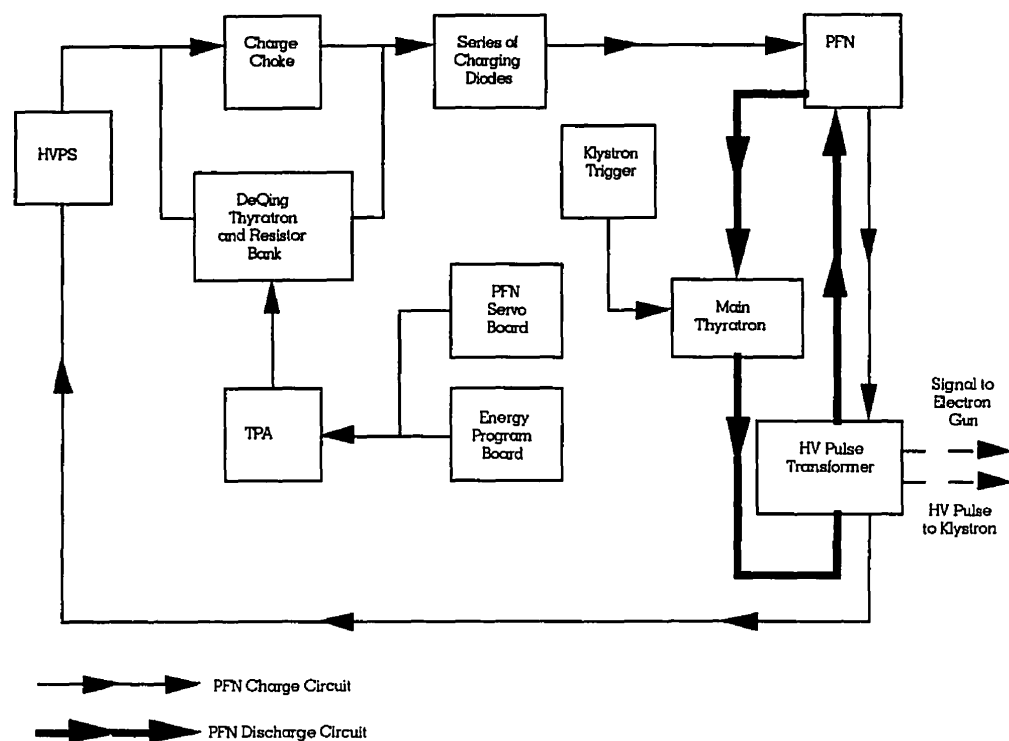 Charge
Choke
Series of
Charging
Diodes
PFN
HVPS
Klystron
Trigger
DeQing
Thyratron
and Resistor
Bank
PFN
Servo
Board
Main
Thyratron
TPA
Energy
Program
Board
HV Pulse
Transformer
Signal to
Electron
Gun
HV Pulse
to Klystron
PFN Charge Circuit
PFN Discharge Circuit